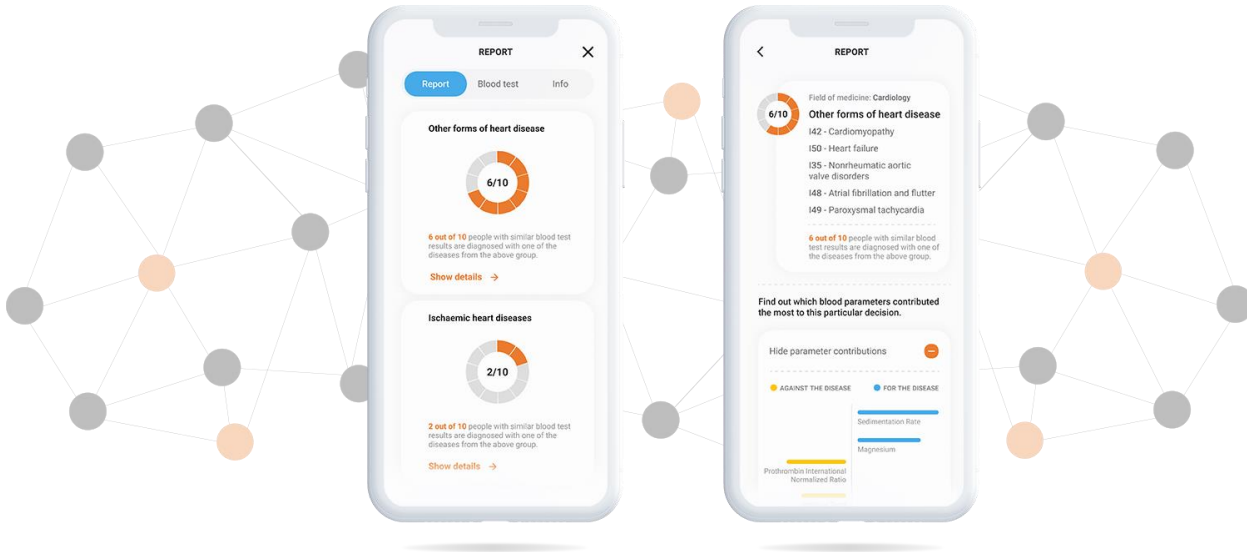 REPORT
Report
Blood test
Info
Other forms of heart disease
6/10
6 out of 10 people with similar blood test
results are diagnosed with one of the
diseases from the above group.
Show details
Ischaemic heart diseases
2/10
2 out of 10 people with similar blood test
results are diagnosed with one of the
diseases from the above group.
Show details
REPORT
6/10
Field of medicine: Cardiology
Other forms of heart disease
I42 - Cardiomyopathy
I50 - Heart failure
I35 - Nonrheumatic aortic
valve disorders
I48 - Atrial fibrillation and flutter
I49 - Paroxysmal tachycardia
6 out of 10 people with similar blood
test results are diagnosed with one of
the diseases from the above group.
Find out which blood parameters contributed
the most to this particular decision.
Hide parameter contributions
AGAINST THE DISEASE
FOR THE DISEASE
Sedimentation Rate
Magnesium
Prothrombin International
Normalized Ratio